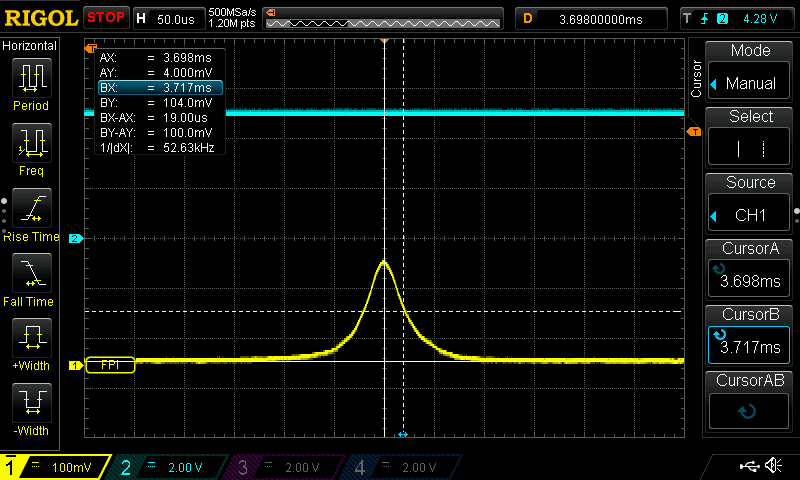 RIGOL STOP H 50.0us 500MSa/s 1.20M pts D 3.69800000ms T 2 4.28 V
Horizontal
Period
Freq
Rise Time
Fall Time
+Width
-Width
T
AX: = 3.698ms
AY: = 4.000mV
BX: = 3.717ms
BY: = 104.0mV
BX-AX: = 19.00us
BY-AY: = 100.0mV
1/|dX|: = 52.63kHz
2
1 FPI
T
Cursor
Mode
Manual
Select
Source
CH1
CursorA
3.698ms
CursorB
3.717ms
CursorAB
1 = 100mV 2 = 2.00 V 3 = 2.00 V 4 = 2.00 V